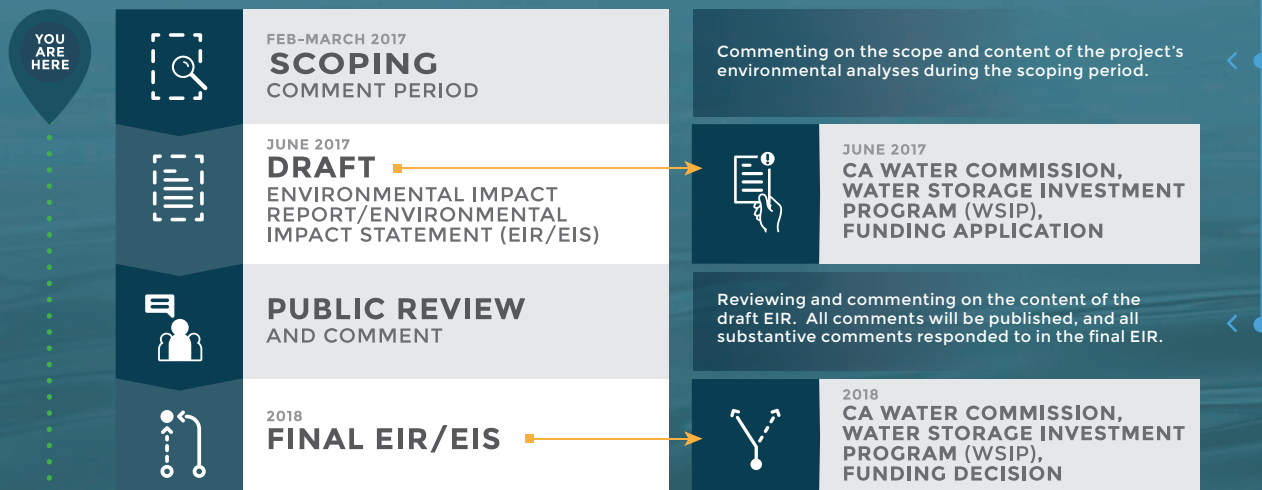 YOU
ARE
HERE
FEB-MARCH 2017
SCOPING
COMMENT PERIOD
Commenting on the scope and content of the project's
environmental analyses during the scoping period.
JUNE 2017
DRAFT
ENVIRONMENTAL IMPACT
REPORT/ENVIRONMENTAL
IMPACT STATEMENT (EIR/EIS)
JUNE 2017
CA WATER COMMISSION,
WATER STORAGE INVESTMENT
PROGRAM (WSIP),
FUNDING APPLICATION
PUBLIC REVIEW
AND COMMENT
Reviewing and commenting on the content of the
draft EIR. All comments will be published, and all
substantive comments responded to in the final EIR.
2018
FINAL EIR/EIS
2018
CA WATER COMMISSION,
WATER STORAGE INVESTMENT
PROGRAM (WSIP),
FUNDING DECISION